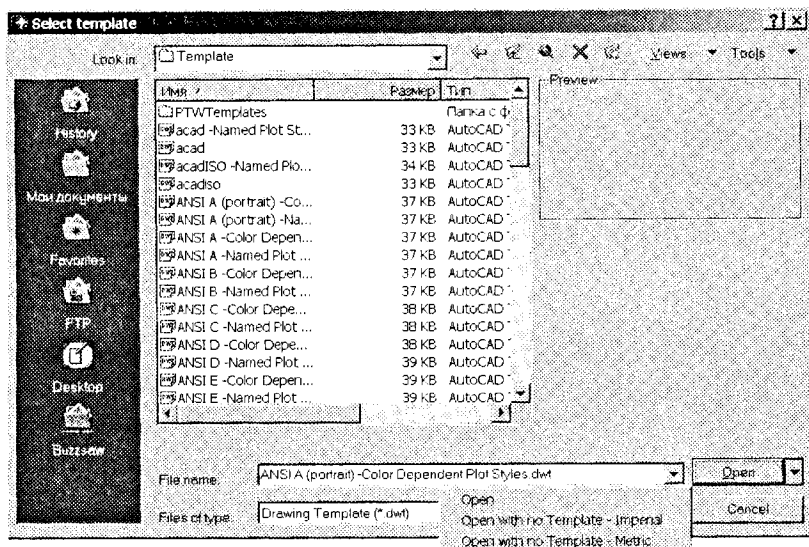 Select template
Look in:
Template
Views
Tools
History
Мои документы
Favorites
FTP
Desktop
Buzzsaw
Имя
Размер
Тип
PTWTemplates Папка с ф
acad -Named Plot St... 33 KB AutoCAD
acad 33 KB AutoCAD
acadISO -Named Plo... 34 KB AutoCAD
acadiso 33 KB AutoCAD
ANSI A (portrait) -Co... 37 KB AutoCAD
ANSI A (portrait) -Na... 37 KB AutoCAD
ANSI A -Color Depen... 37 KB AutoCAD
ANSI A -Named Plot ... 37 KB AutoCAD
ANSI B -Color Depen... 37 KB AutoCAD
ANSI B -Named Plot ... 37 KB AutoCAD
ANSI C -Color Depe... 38 KB AutoCAD
ANSI C -Named Plot ... 38 KB AutoCAD
ANSI D -Color Depe... 38 KB AutoCAD
ANSI D -Named Plot ... 39 KB AutoCAD
ANSI E -Color Depen... 39 KB AutoCAD
ANSI E -Named Plot ... 39 KB AutoCAD
Preview
File name:
ANSI A (portrait) -Color Dependent Plot Styles.dwt
Open
Files of type:
Drawing Template (*.dwt)
Cancel
Open
Open with no Template - Imperial
Open with no Template - Metric